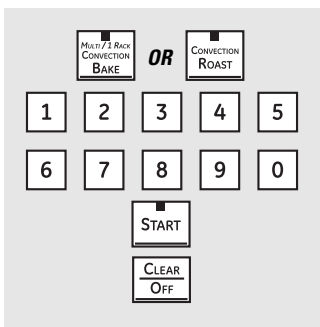 MULTI / 1 RACK
CONVECTION
BAKE
OR
CONVECTION
ROAST
1 2 3 4 5
6 7 8 9 0
START
CLEAR
OFF